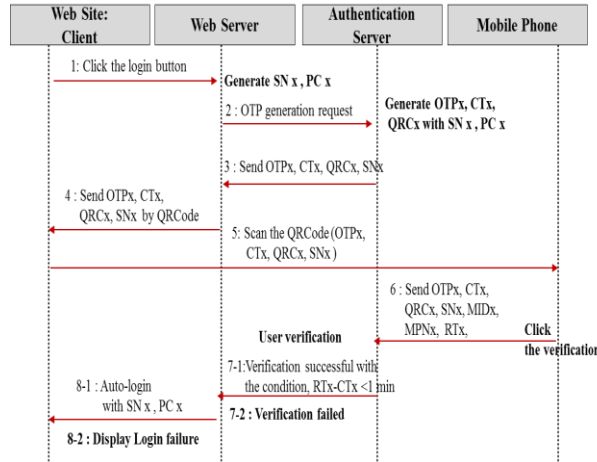 Web Site:
Client
Web Server
Authentication
Server
Mobile Phone
1: Click the login button
Generate SN x , PC x
2 : OTP generation request
Generate OTPx, CTx,
QRCx with SN x , PC x
3 : Send OTPx, CTx, QRCx, SNx
4 : Send OTPx, CTx,
QRCx, SNx by QRCode
5: Scan the QRCode (OTPx,
CTx, QRCx, SNx )
6 : Send OTPx, CTx,
QRCx, SNx, MIDx,
MPNx, RTx,
Click
the verification
User verification
7-1:Verification successful with
the condition, RTx-CTx <1 min
7-2 : Verification failed
8-1 : Auto-login
with SN x , PC x
8-2 : Display Login failure